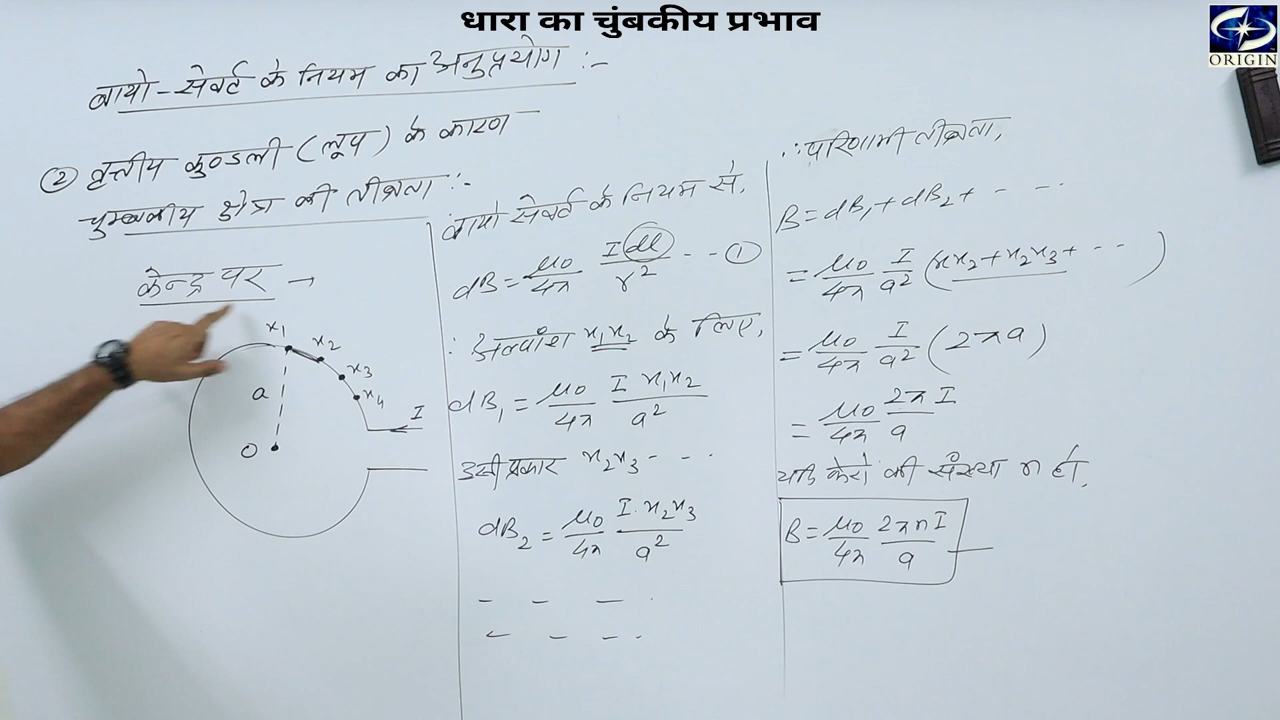 धारा का चुंबकीय प्रभाव
ORIGIN
बायो-सेवर्ट के नियम का अनुप्रयोग :-
② वृत्तीय कुण्डली (लूप) के कारण
चुम्बकीय क्षेत्र की तीव्रता :-
केन्द्र पर →
x₁
x₂
x₃
x₄
a
O
I
बायो सेवर्ट के नियम से,
dB = μ₀/4π I dl/r² -- ①
∴ अल्पांश x₁x₂ के लिए,
dB₁ = μ₀/4π I x₁x₂/a²
उसी प्रकार x₂x₃ - - -
dB₂ = μ₀/4π I·x₂x₃/a²
∴ परिणामी तीव्रता,
B = dB₁ + dB₂ + - - -
= μ₀/4π I/a² (x₁x₂ + x₂x₃ + - - -)
= μ₀/4π I/a² (2πa)
= μ₀/4π 2πI/a
यदि फेरो की संख्या n हो,
B = μ₀/4π 2πnI/a